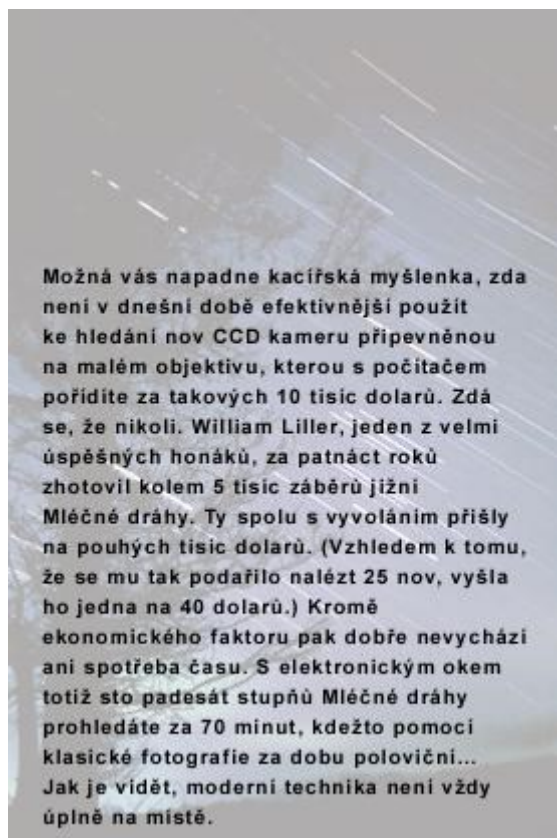 Možná vás napadne kacířská myšlenka, zda
není v dnešní době efektivnější použít
ke hledání nov CCD kameru připevněnou
na malém objektivu, kterou s počítačem
pořídíte za takových 10 tisíc dolarů. Zdá
se, že nikoli. William Liller, jeden z velmi
úspěšných honáků, za patnáct roků
zhotovil kolem 5 tisíc záběrů jižní
Mléčné dráhy. Ty spolu s vyvoláním přišly
na pouhých tisíc dolarů. (Vzhledem k tomu,
že se mu tak podařilo nalézt 25 nov, vyšla
ho jedna na 40 dolarů.) Kromě
ekonomického faktoru pak dobře nevychází
ani spotřeba času. S elektronickým okem
totiž sto padesát stupňů Mléčné dráhy
prohledáte za 70 minut, kdežto pomocí
klasické fotografie za dobu poloviční...
Jak je vidět, moderní technika není vždy
úplně na místě.